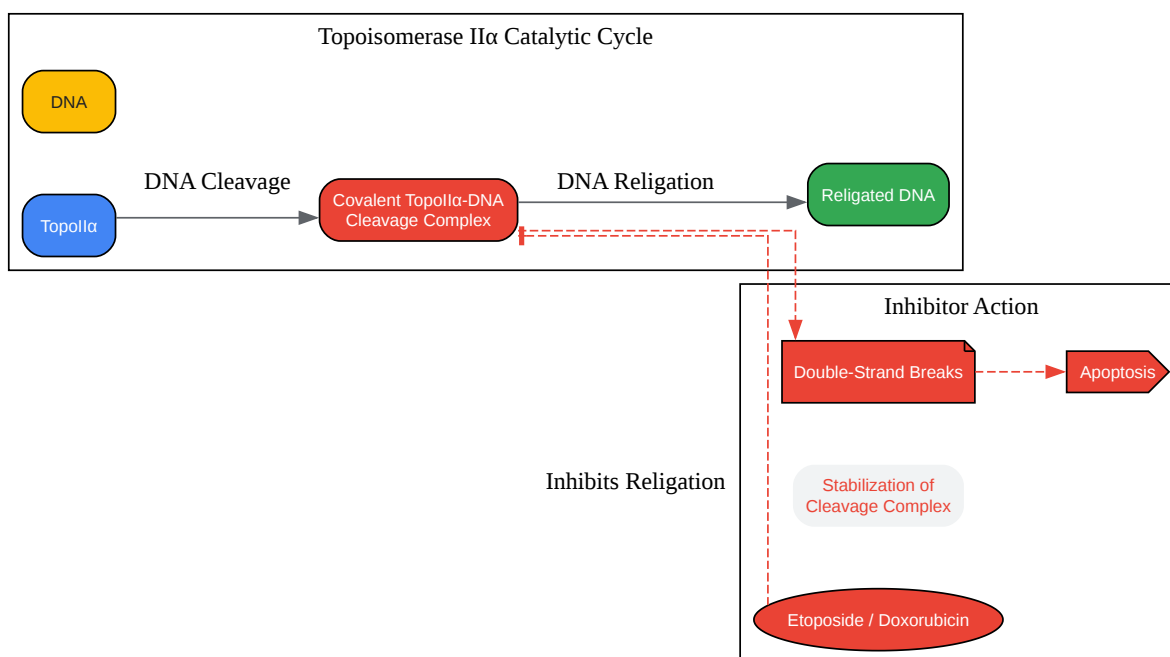 Topoisomerase IIα Catalytic Cycle
DNA
DNA Cleavage
DNA Religation
TopoIIα
Covalent TopoIIα-DNA
Cleavage Complex
Religated DNA
Inhibitor Action
Double-Strand Breaks
Apoptosis
Inhibits Religation
Stabilization of
Cleavage Complex
Etoposide / Doxorubicin